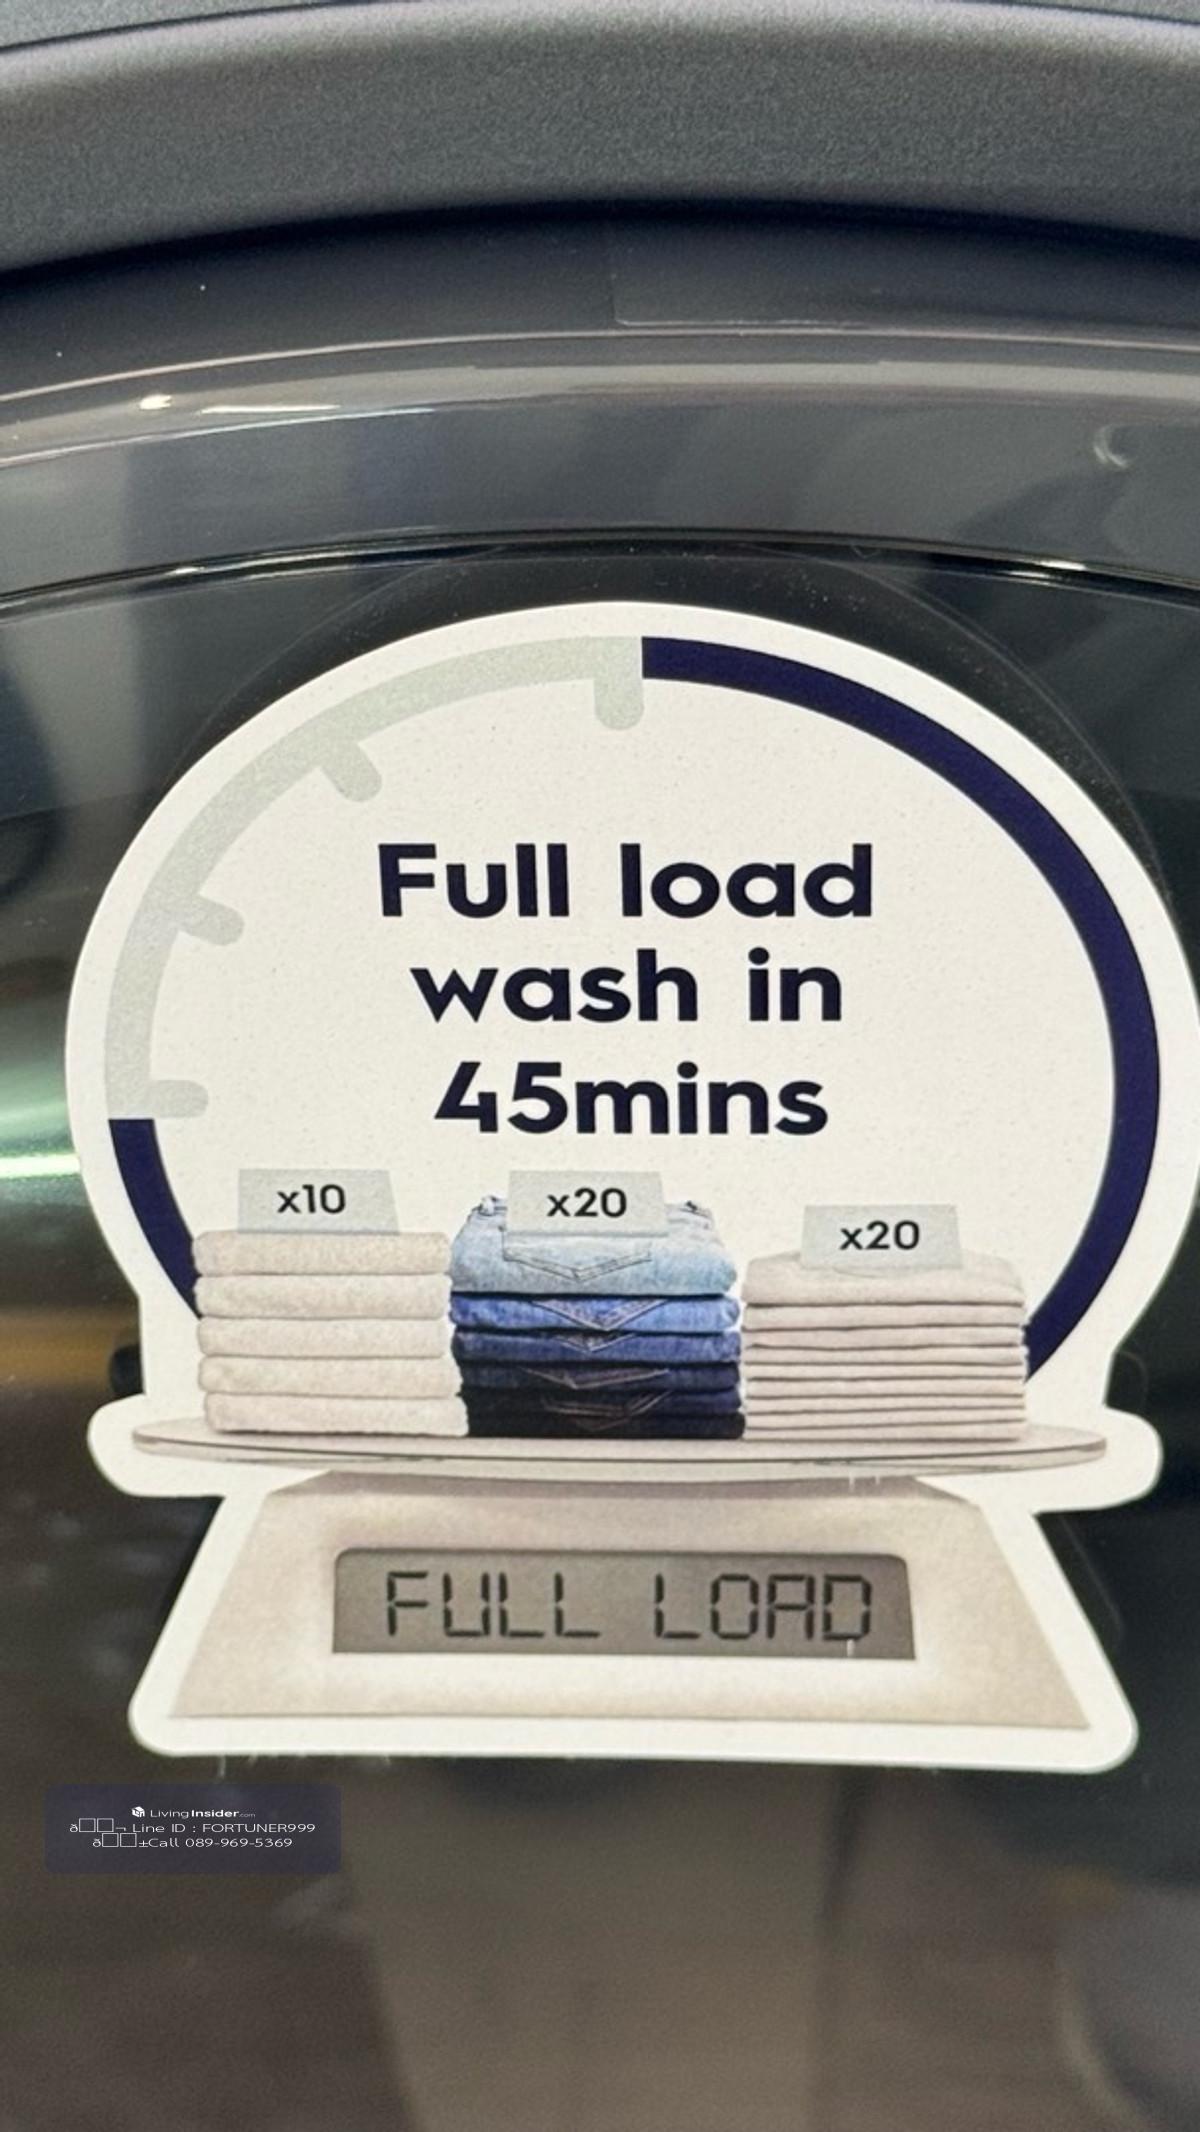 Full load
wash in
45mins
x10
x20
x20
FULL LOAD
LivingInsider.com
Line ID : FORTUNER999
Call 089-969-5369